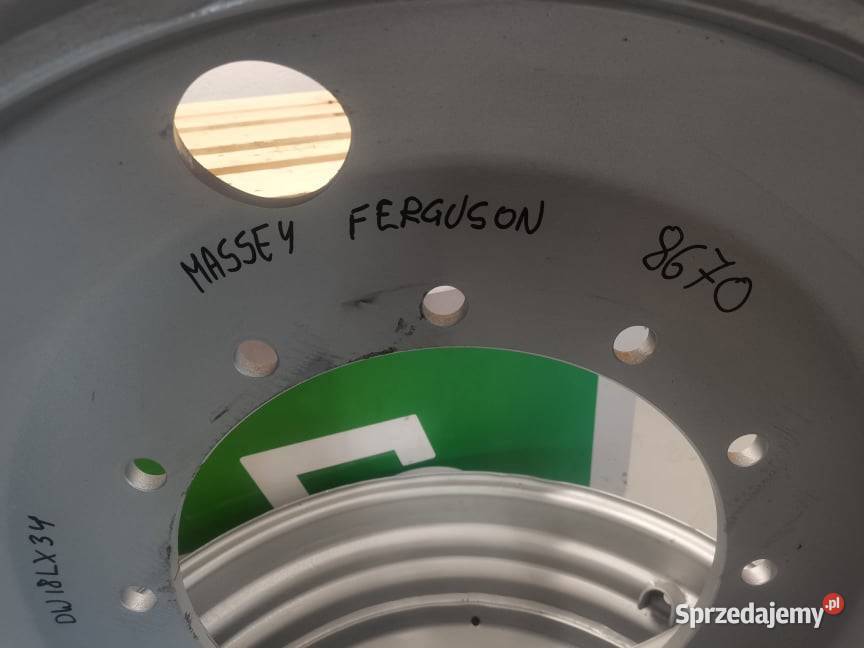 MASSEY FERGUSON 8670
DW18LX34
Sprzedajemy.pl